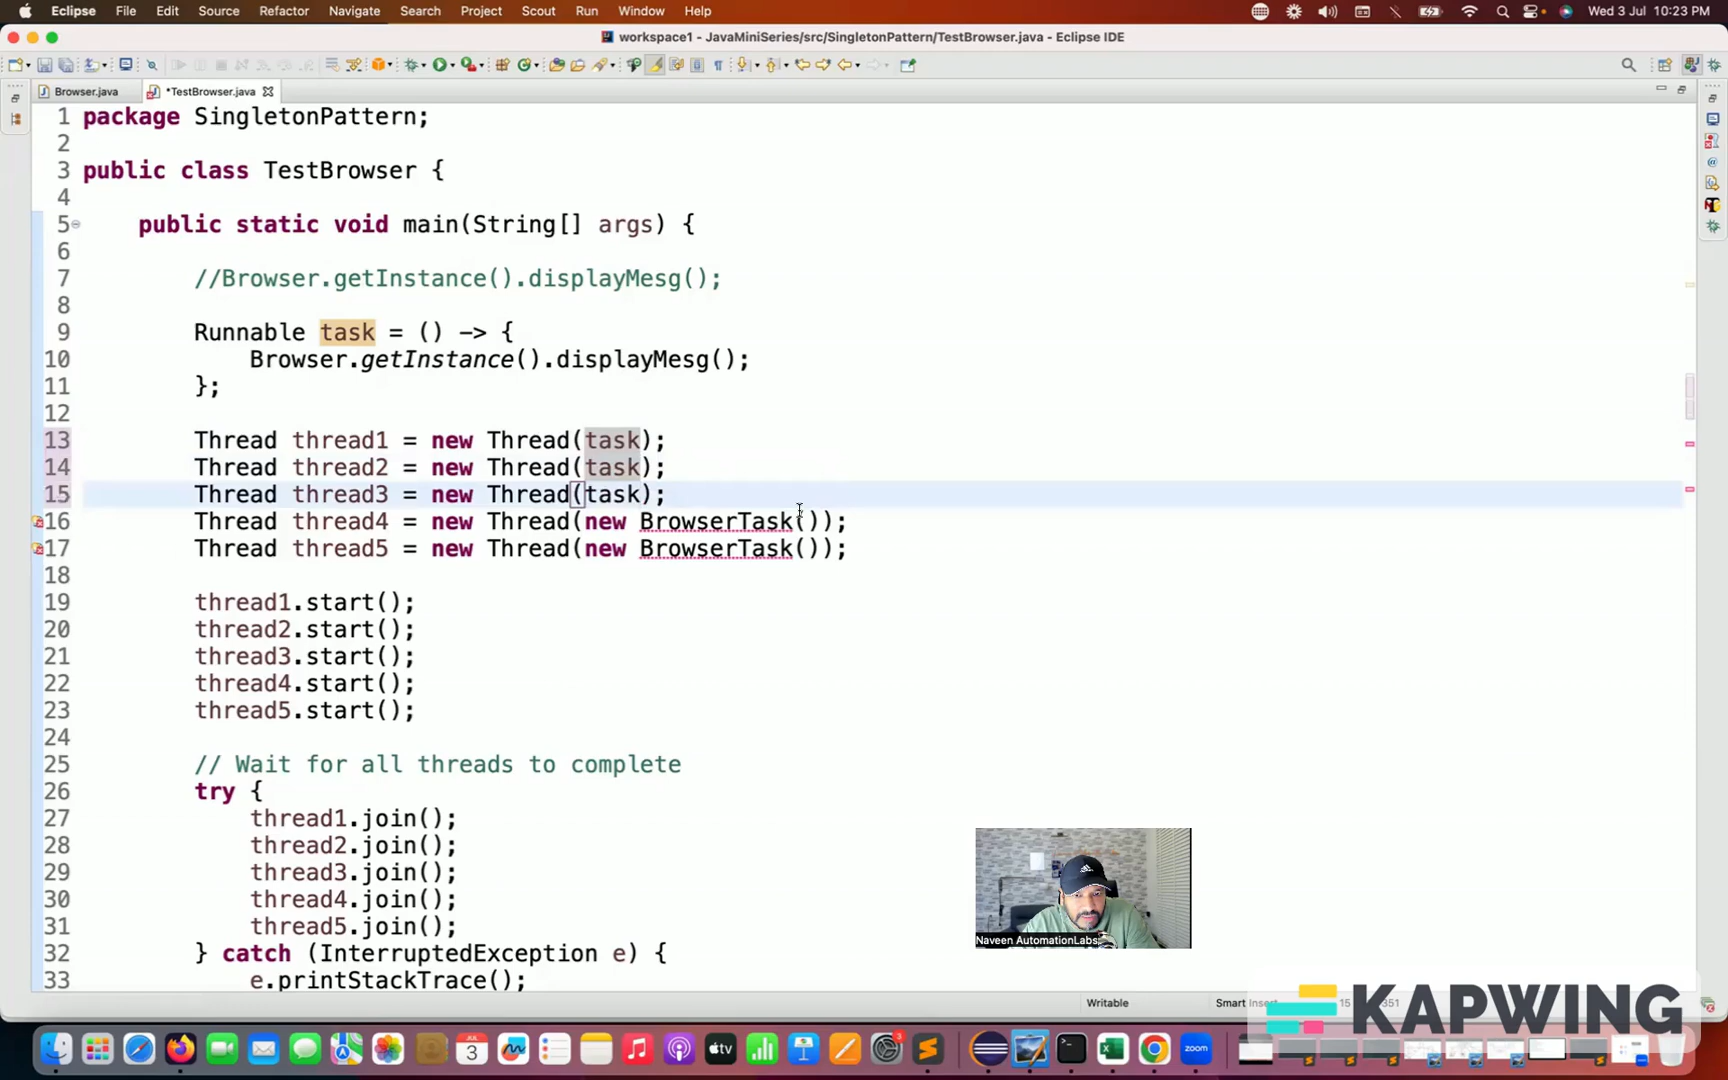 Eclipse File Edit Source Refactor Navigate Search Project Scout Run Window Help Wed 3 Jul 10:23 PM
workspace1 - JavaMiniSeries/src/SingletonPattern/TestBrowser.java - Eclipse IDE
Browser.java *TestBrowser.java
1 package SingletonPattern;
2
3 public class TestBrowser {
4
5 public static void main(String[] args) {
6
7 //Browser.getInstance().displayMesg();
8
9 Runnable task = () -> {
10 Browser.getInstance().displayMesg();
11 };
12
13 Thread thread1 = new Thread(task);
14 Thread thread2 = new Thread(task);
15 Thread thread3 = new Thread(task);
16 Thread thread4 = new Thread(new BrowserTask());
17 Thread thread5 = new Thread(new BrowserTask());
18
19 thread1.start();
20 thread2.start();
21 thread3.start();
22 thread4.start();
23 thread5.start();
24
25 // Wait for all threads to complete
26 try {
27 thread1.join();
28 thread2.join();
29 thread3.join();
30 thread4.join();
31 thread5.join();
32 } catch (InterruptedException e) {
33 e.printStackTrace();
Naveen AutomationLabs
Writable Smart Insert
KAPWING
JUL
3
tv
zoom